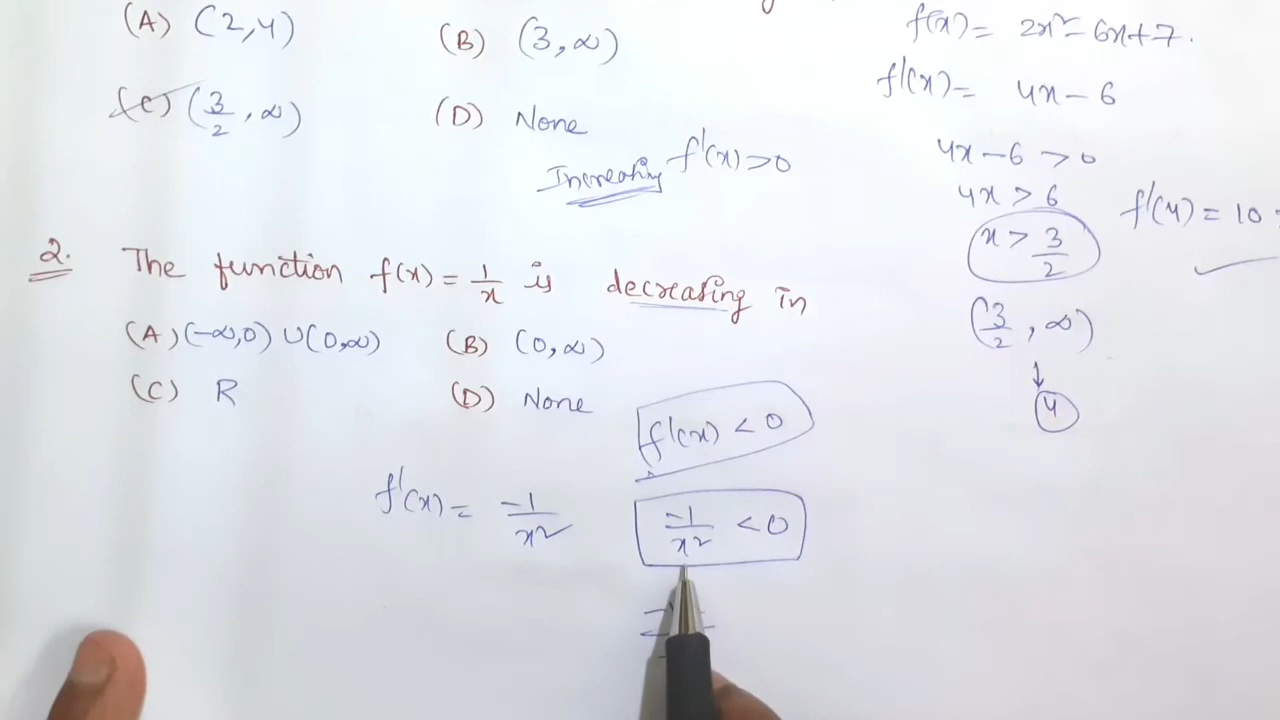 (A) (2,4)
(B) (3,∞)
(C) (3/2,∞)
(D) None
Increasing f'(x)>0
f(x)= 2x²-6x+7.
f'(x)= 4x-6
4x-6 >0
4x > 6
x > 3/2
f'(4) = 10
(3/2,∞)
↓
4
2. The function f(x)=1/x is decreasing in
(A) (-∞,0) ∪ (0,∞)
(B) (0,∞)
(C) R
(D) None
f'(x) < 0
f'(x) = -1/x²
-1/x² < 0